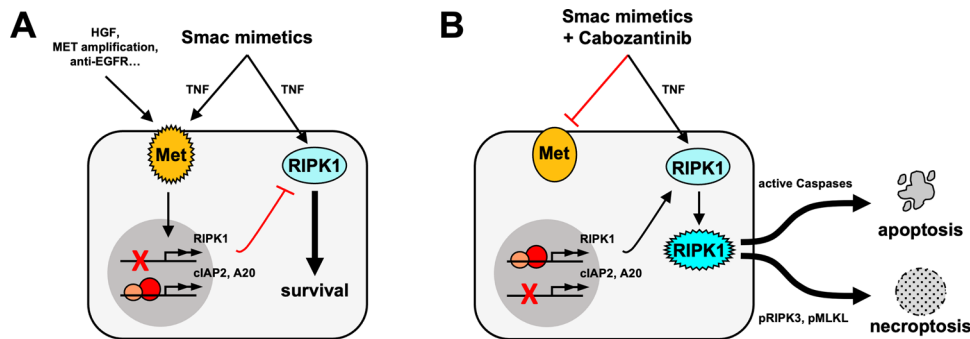 A
HGF,
MET amplification,
anti-EGFR...
Smac mimetics
TNF
TNF
Met
RIPK1
RIPK1
X
cIAP2, A20
survival
B
Smac mimetics
+ Cabozantinib
TNF
Met
RIPK1
RIPK1
RIPK1
cIAP2, A20
X
active Caspases
apoptosis
pRIPK3, pMLKL
necroptosis